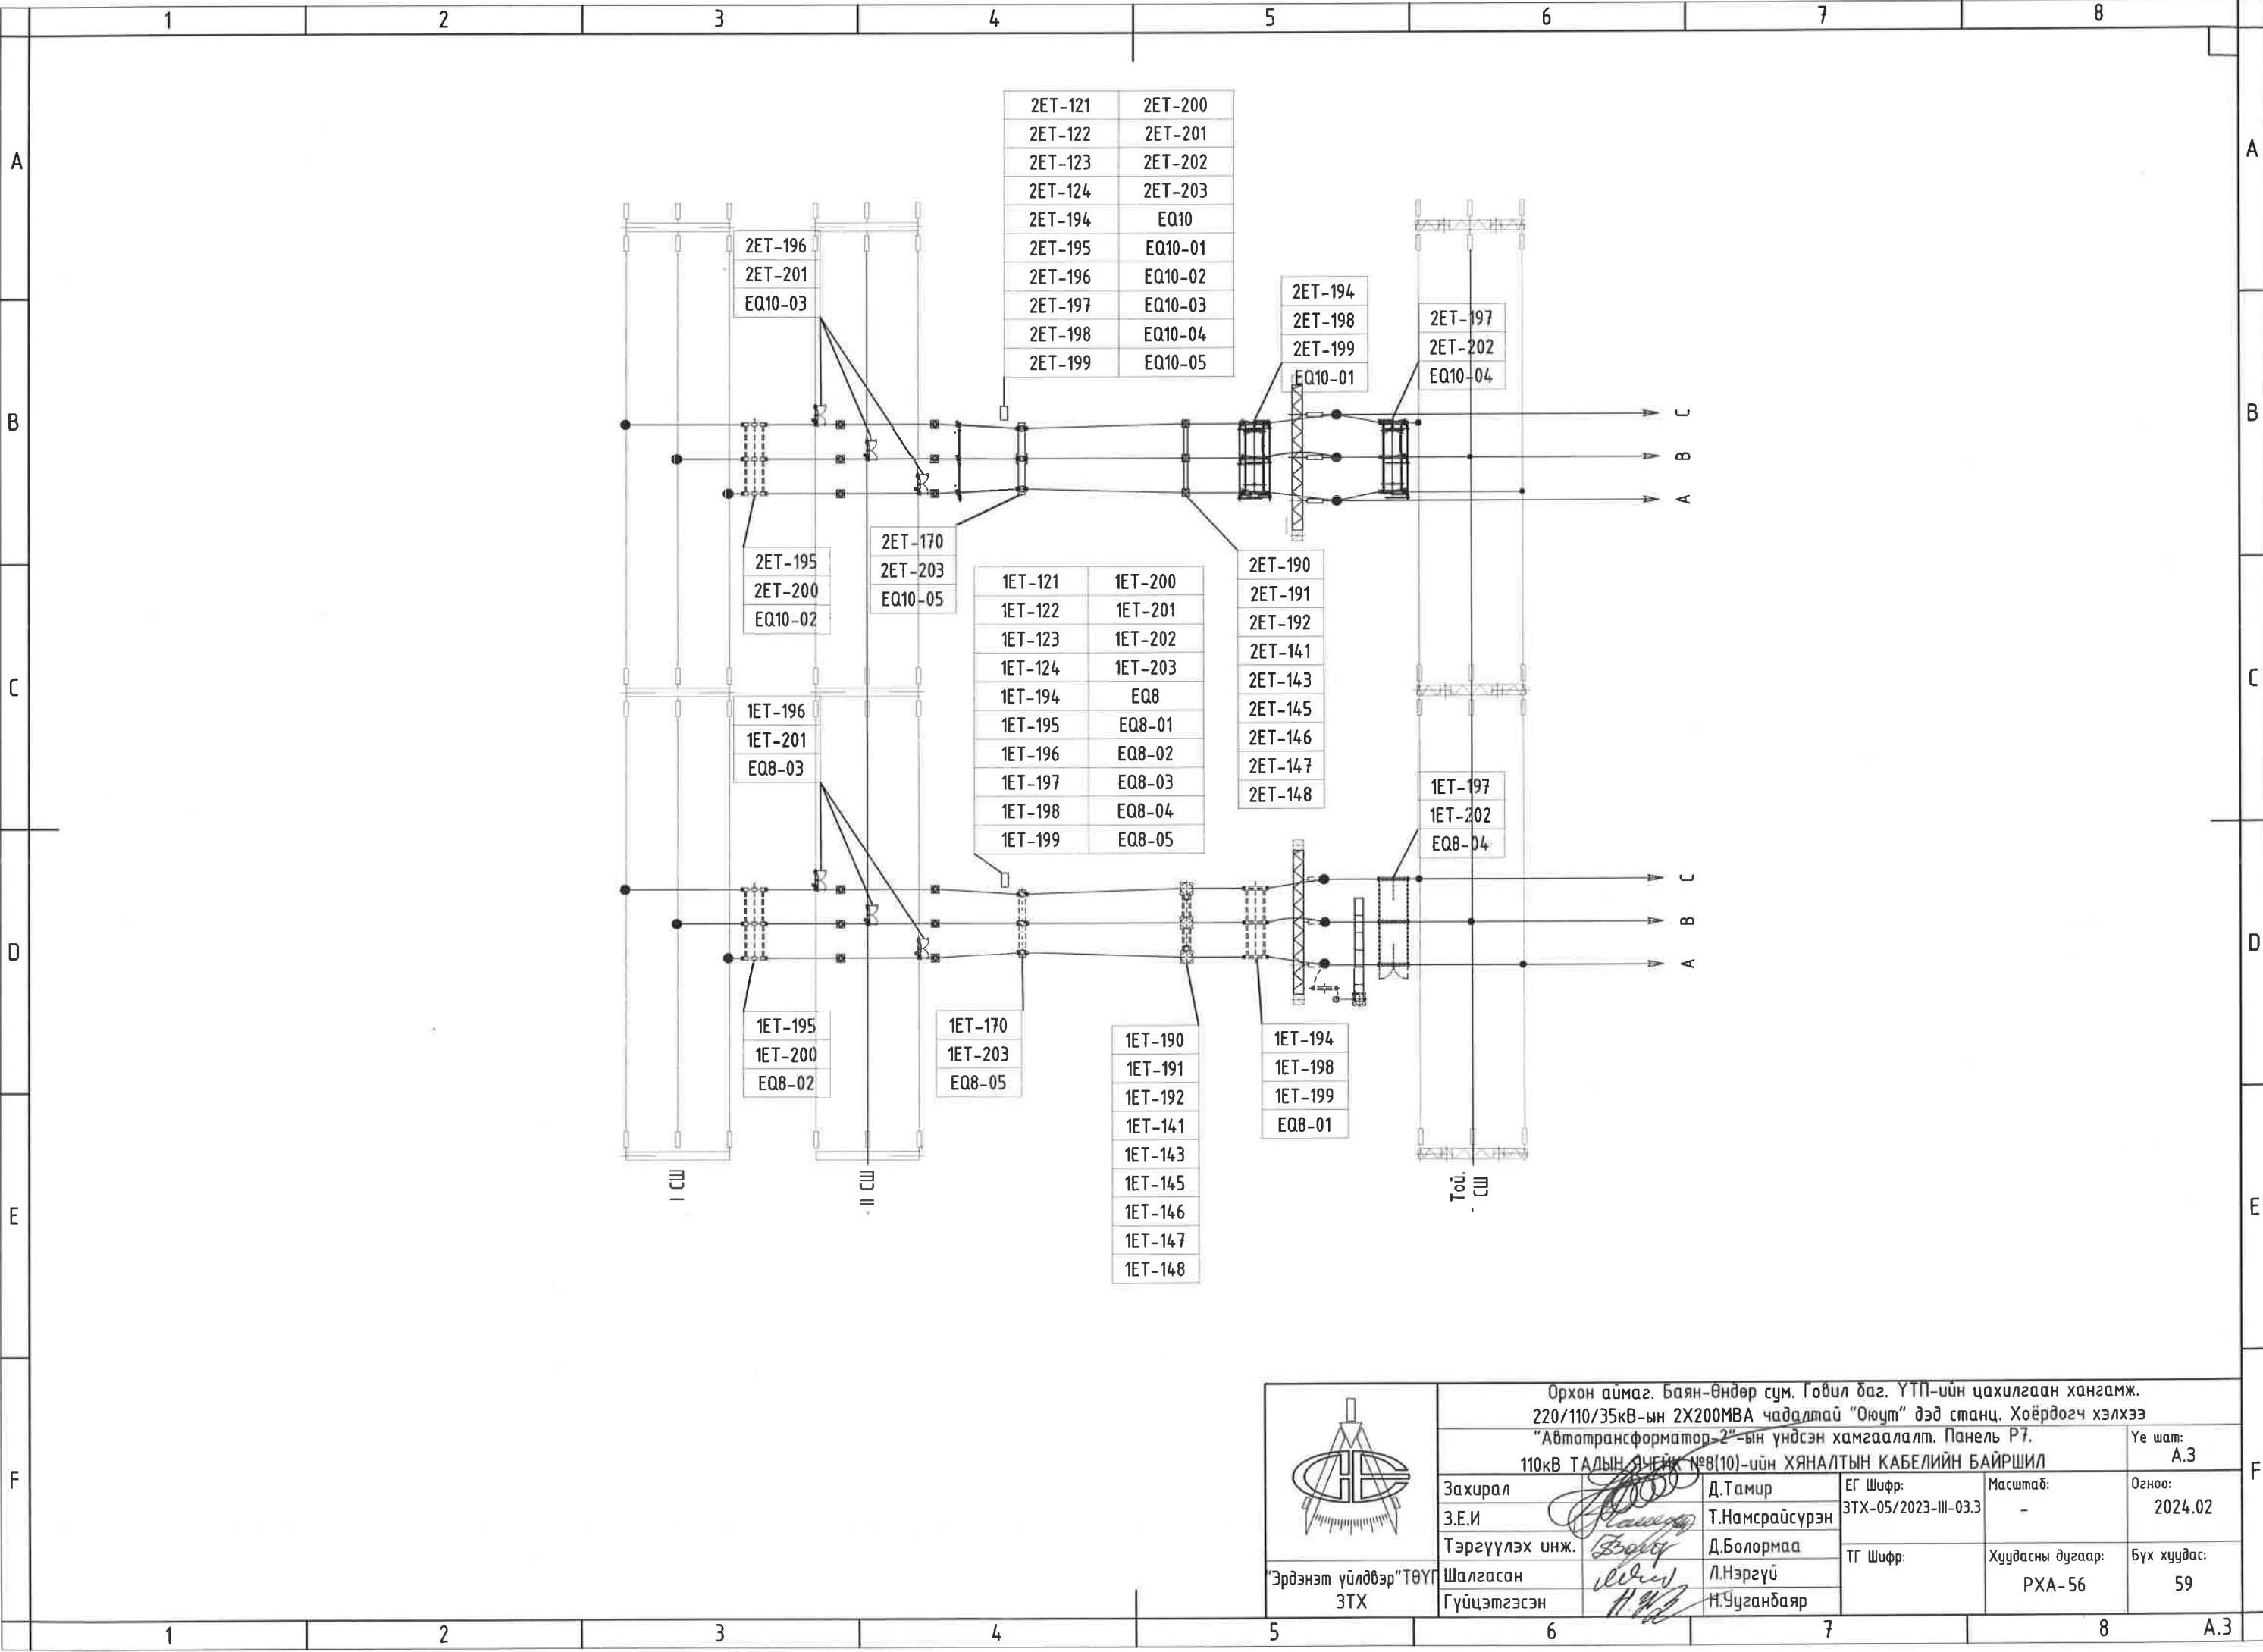 1 2 3 4 5 6 7 8
A
B
C
D
E
F
A
B
C
D
E
F
2ET-121 2ET-200
2ET-122 2ET-201
2ET-123 2ET-202
2ET-124 2ET-203
2ET-194 EQ10
2ET-195 EQ10-01
2ET-196 EQ10-02
2ET-197 EQ10-03
2ET-198 EQ10-04
2ET-199 EQ10-05
2ET-196
2ET-201
EQ10-03
2ET-194
2ET-198
2ET-199
EQ10-01
2ET-197
2ET-202
EQ10-04
C
B
A
2ET-195
2ET-200
EQ10-02
2ET-170
2ET-203
EQ10-05
2ET-190
2ET-191
2ET-192
2ET-141
2ET-143
2ET-145
2ET-146
2ET-147
2ET-148
1ET-121 1ET-200
1ET-122 1ET-201
1ET-123 1ET-202
1ET-124 1ET-203
1ET-194 EQ8
1ET-195 EQ8-01
1ET-196 EQ8-02
1ET-197 EQ8-03
1ET-198 EQ8-04
1ET-199 EQ8-05
1ET-196
1ET-201
EQ8-03
1ET-197
1ET-202
EQ8-04
C
B
A
1ET-195
1ET-200
EQ8-02
1ET-170
1ET-203
EQ8-05
1ET-190
1ET-191
1ET-192
1ET-141
1ET-143
1ET-145
1ET-146
1ET-147
1ET-148
1ET-194
1ET-198
1ET-199
EQ8-01
I СШ
II СШ
Той.
СШ
Орхон аймаг. Баян-Өндөр сум. Говил баг. ҮТП-ийн цахилгаан хангамж.
220/110/35кВ-ын 2X200МВА чадалтай "Оюут" дэд станц. Хоёрдогч хэлхээ
"Автотрансформатор-2"-ын үндсэн хамгаалалт. Панель Р7.
110кВ ТАЛЫН ЯЧЕЙК №8(10)-ийн ХЯНАЛТЫН КАБЕЛИЙН БАЙРШИЛ
Үе шат:
А.3
Захирал Д.Тамир
З.Е.И Т.Намсрайсүрэн
Тэргүүлэх инж. Д.Болормаа
Шалгасан Л.Нэргүй
Гүйцэтгэсэн Н.Чуганбаяр
ЕГ Шифр:
ЗТХ-05/2023-III-03.3
Масштаб:
-
Огноо:
2024.02
ТГ Шифр:
Хуудасны дугаар:
РХА-56
Бүх хуудас:
59
"Эрдэнэт үйлдвэр"ТӨҮГ
ЗТХ
1 2 3 4 5 6 7 8 А.3